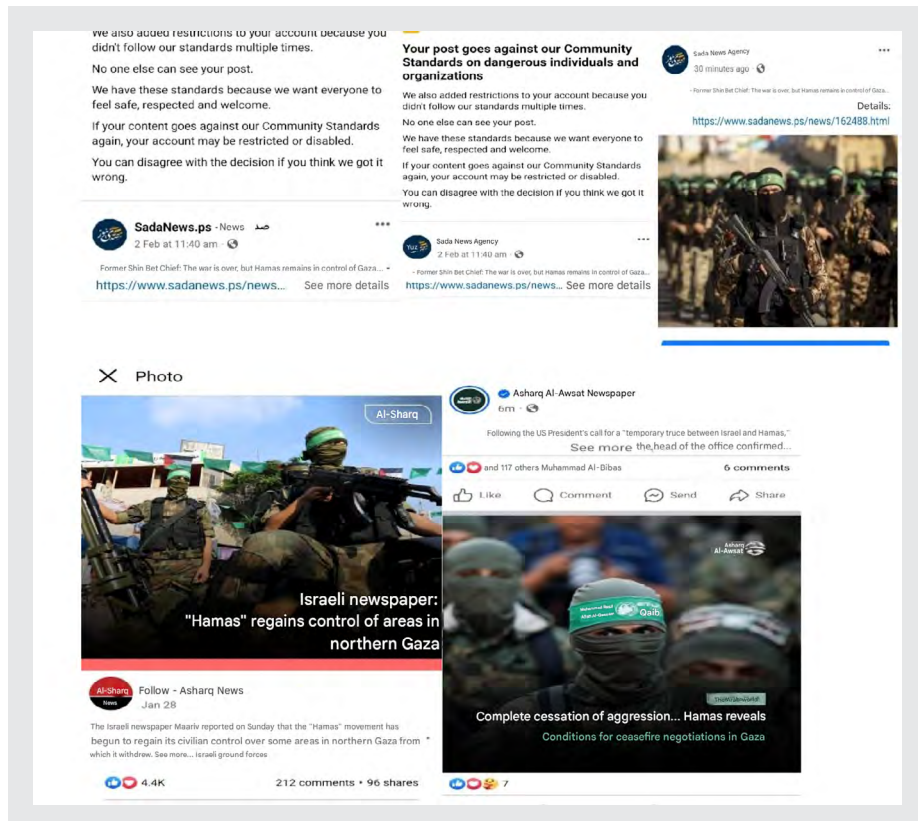 We also added restrictions to your account because you
didn't follow our standards multiple times.
No one else can see your post.
We have these standards because we want everyone to
feel safe, respected and welcome.
If your content goes against our Community Standards
again, your account may be restricted or disabled.
You can disagree with the decision if you think we got it
wrong.
SadaNews.ps - News صد
2 Feb at 11:40 am
Former Shin Bet Chief: The war is over, but Hamas remains in control of Gaza...
https://www.sadanews.ps/news... See more details
Your post goes against our Community
Standards on dangerous individuals and
organizations
We also added restrictions to your account because you
didn't follow our standards multiple times.
No one else can see your post.
We have these standards because we want everyone to
feel safe, respected and welcome.
If your content goes against our Community Standards
again, your account may be restricted or disabled.
You can disagree with the decision if you think we got it
wrong.
Yuz
Sada News Agency
2 Feb at 11:40 am
- Former Shin Bet Chief: The war is over, but Hamas remains in control of Gaza...
https://www.sadanews.ps/news... See more details
Sada News Agency
30 minutes ago
- Former Shin Bet Chief: The war is over, but Hamas remains in control of Gaza...
Details:
https://www.sadanews.ps/news/162488.html
Photo
Al-Sharq
Israeli newspaper:
"Hamas" regains control of areas in
northern Gaza
Al-Sharq
News
Follow - Asharq News
Jan 28
The Israeli newspaper Maariv reported on Sunday that the "Hamas" movement has
begun to regain its civilian control over some areas in northern Gaza from
which it withdrew. See more... Israeli ground forces
4.4K
212 comments • 96 shares
Asharq Al-Awsat Newspaper
6m
Following the US President's call for a "temporary truce between Israel and Hamas,"
See more the,head of the office confirmed...
and 117 others Muhammad Al-Bibas
6 comments
Like Comment Send Share
Asharq
Al-Awsat
Qaib
Complete cessation of aggression... Hamas reveals
Conditions for ceasefire negotiations in Gaza
7